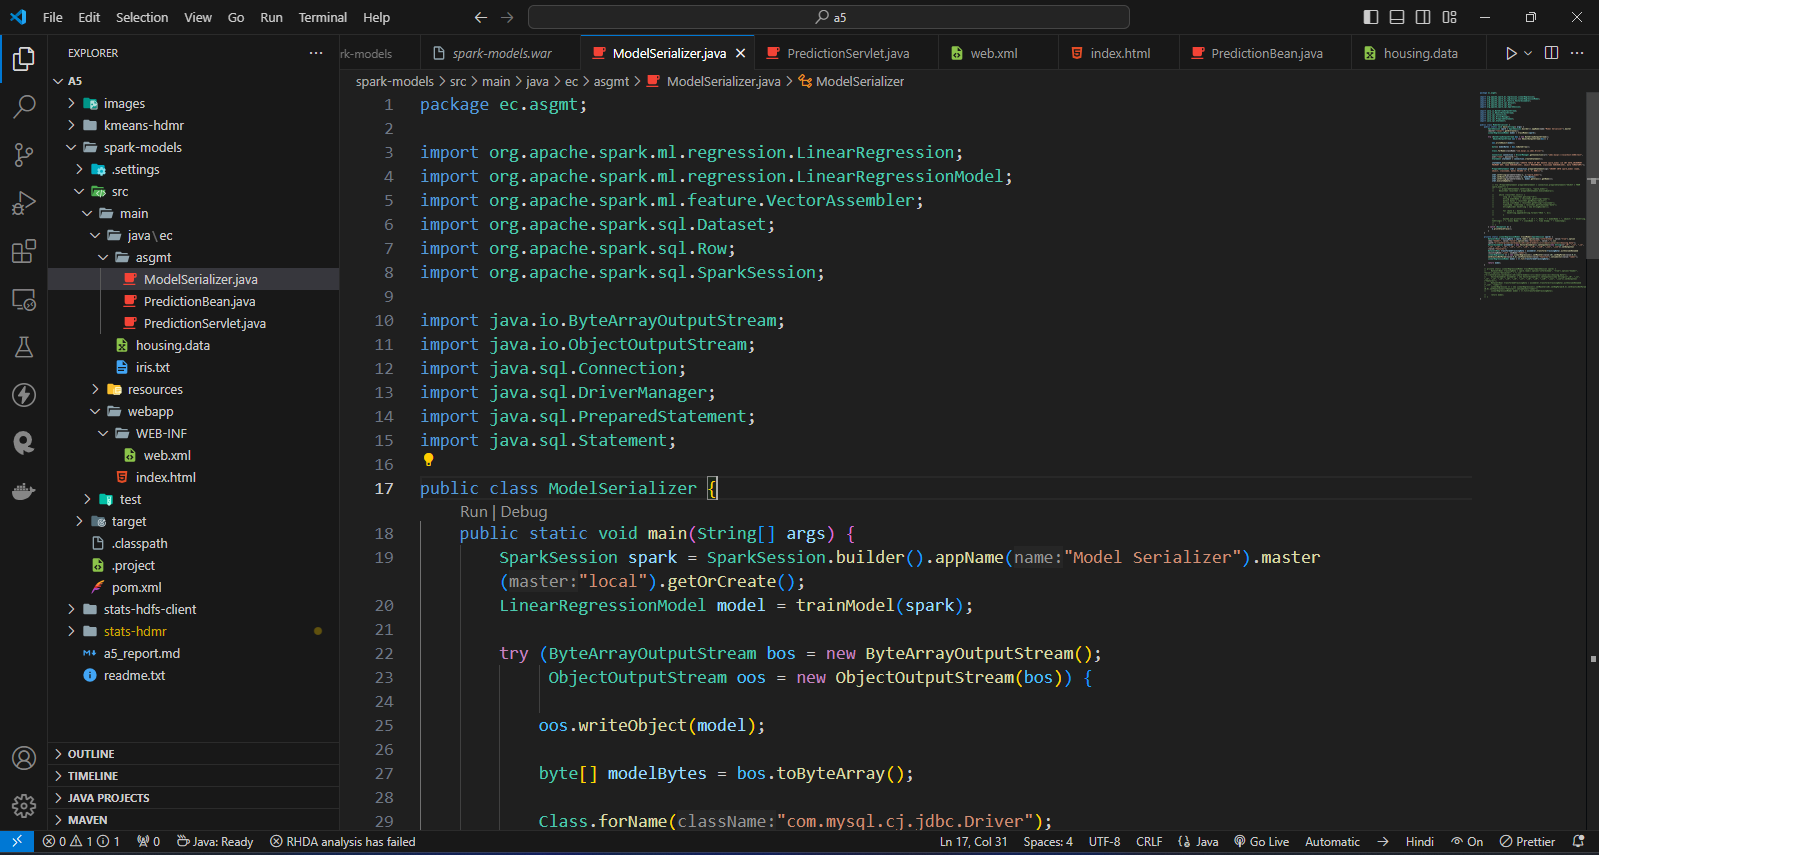 File Edit Selection View Go Run Terminal Help
a5
EXPLORER
A5
images
kmeans-hdmr
spark-models
.settings
src
main
java\ec
asgmt
ModelSerializer.java
PredictionBean.java
PredictionServlet.java
housing.data
iris.txt
resources
webapp
WEB-INF
web.xml
index.html
test
target
.classpath
.project
pom.xml
stats-hdfs-client
stats-hdmr
a5_report.md
readme.txt
OUTLINE
TIMELINE
JAVA PROJECTS
MAVEN
rk-models spark-models.war ModelSerializer.java PredictionServlet.java web.xml index.html PredictionBean.java housing.data
spark-models > src > main > java > ec > asgmt > ModelSerializer.java > ModelSerializer
1 package ec.asgmt;
2
3 import org.apache.spark.ml.regression.LinearRegression;
4 import org.apache.spark.ml.regression.LinearRegressionModel;
5 import org.apache.spark.ml.feature.VectorAssembler;
6 import org.apache.spark.sql.Dataset;
7 import org.apache.spark.sql.Row;
8 import org.apache.spark.sql.SparkSession;
9
10 import java.io.ByteArrayOutputStream;
11 import java.io.ObjectOutputStream;
12 import java.sql.Connection;
13 import java.sql.DriverManager;
14 import java.sql.PreparedStatement;
15 import java.sql.Statement;
16
17 public class ModelSerializer {
Run | Debug
18 public static void main(String[] args) {
19 SparkSession spark = SparkSession.builder().appName(name:"Model Serializer").master
(master:"local").getOrCreate();
20 LinearRegressionModel model = trainModel(spark);
21
22 try (ByteArrayOutputStream bos = new ByteArrayOutputStream();
23 ObjectOutputStream oos = new ObjectOutputStream(bos)) {
24
25 oos.writeObject(model);
26
27 byte[] modelBytes = bos.toByteArray();
28
29 Class.forName(className:"com.mysql.cj.jdbc.Driver");
0 1 1 0 Java: Ready RHDA analysis has failed Ln 17, Col 31 Spaces: 4 UTF-8 CRLF {} Java Go Live Automatic → Hindi On Prettier